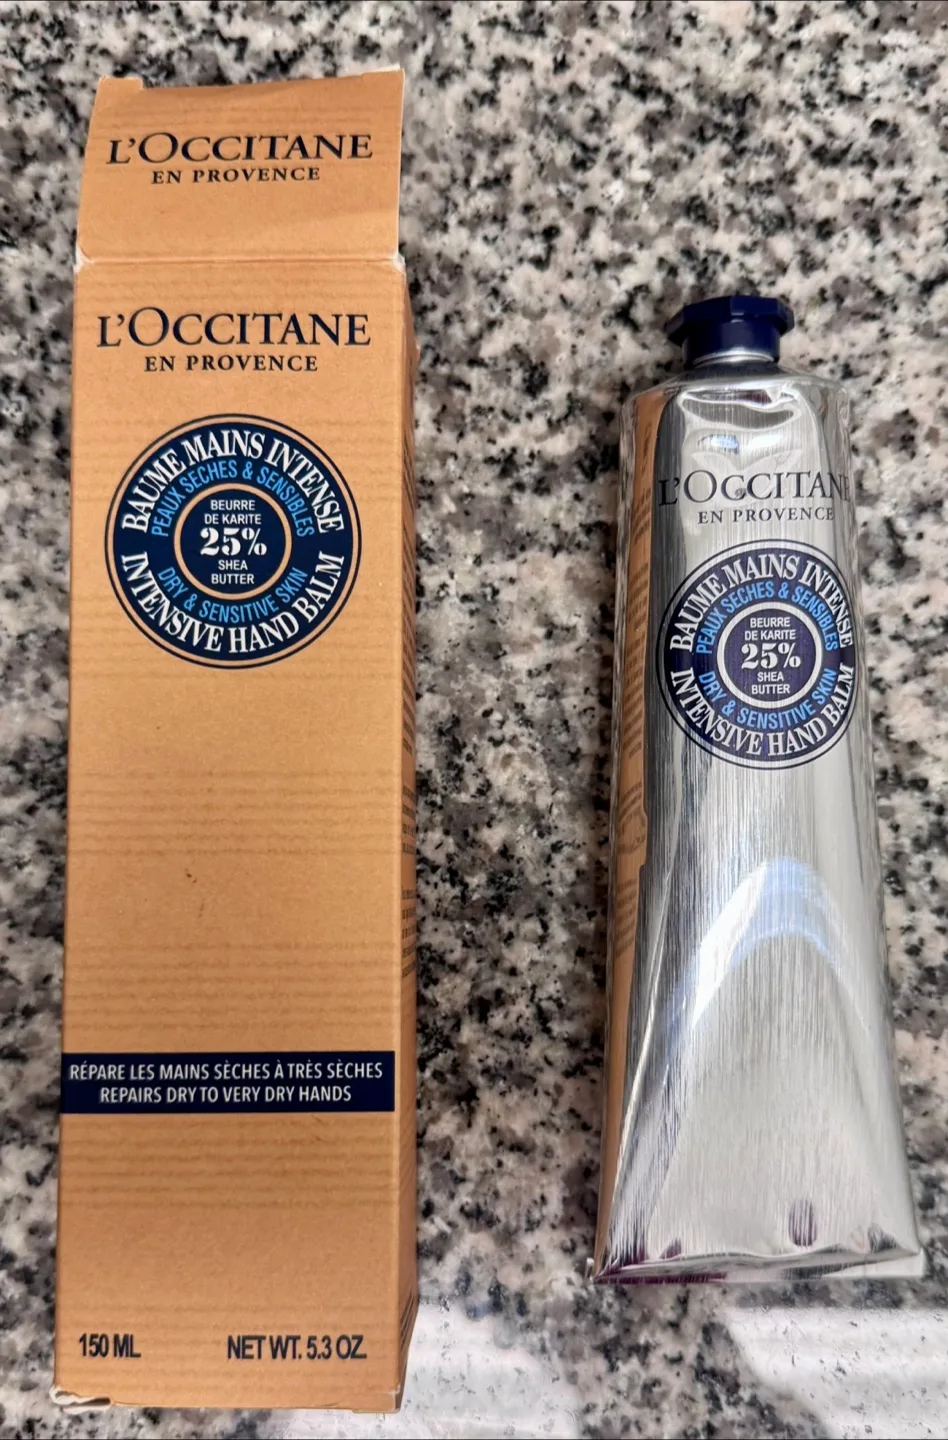 L'OCCITANE
EN PROVENCE
L'OCCITANE
EN PROVENCE
BAUME MAINS INTENSE
PEAUX SÈCHES & SENSIBLES
BEURRE
DE KARITE
25%
SHEA
BUTTER
DRY & SENSITIVE SKIN
INTENSIVE HAND BALM
RÉPARE LES MAINS SÈCHES À TRÈS SÈCHES
REPAIRS DRY TO VERY DRY HANDS
150 ML
NET WT. 5.3 OZ.
L'OCCITANE
EN PROVENCE
BAUME MAINS INTENSE
PEAUX SÈCHES & SENSIBLES
BEURRE
DE KARITE
25%
SHEA
BUTTER
DRY & SENSITIVE SKIN
INTENSIVE HAND BALM